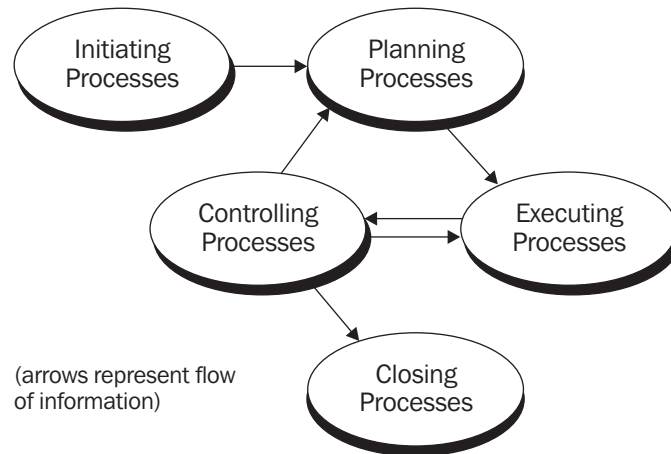 Initiating
Processes
Planning
Processes
Controlling
Processes
Executing
Processes
(arrows represent flow
of information)
Closing
Processes